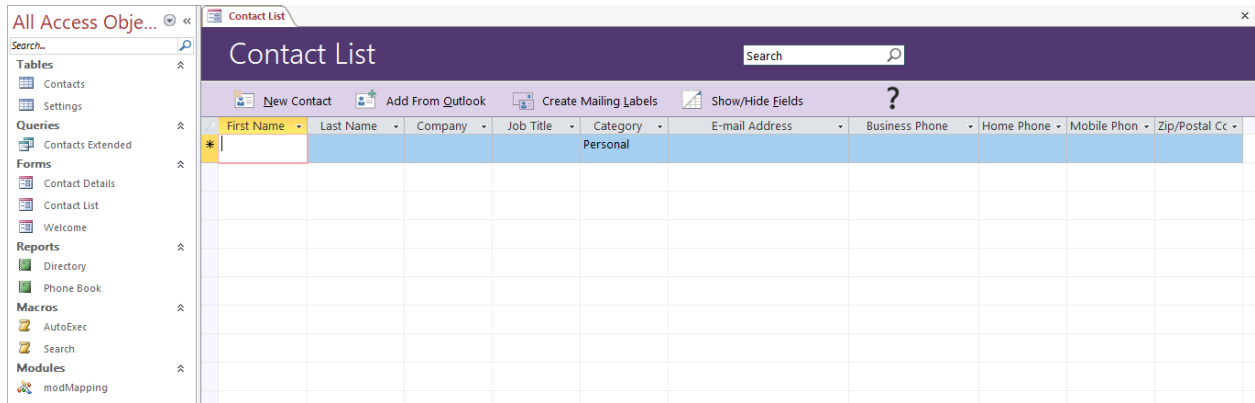 All Access Obje... «
Search...
Tables
Contacts
Settings
Queries
Contacts Extended
Forms
Contact Details
Contact List
Welcome
Reports
Directory
Phone Book
Macros
AutoExec
Search
Modules
modMapping
Contact List
Contact List
Search
New Contact Add From Outlook Create Mailing Labels Show/Hide Fields ?
First Name Last Name Company Job Title Category E-mail Address Business Phone Home Phone Mobile Phon Zip/Postal Cc
Personal